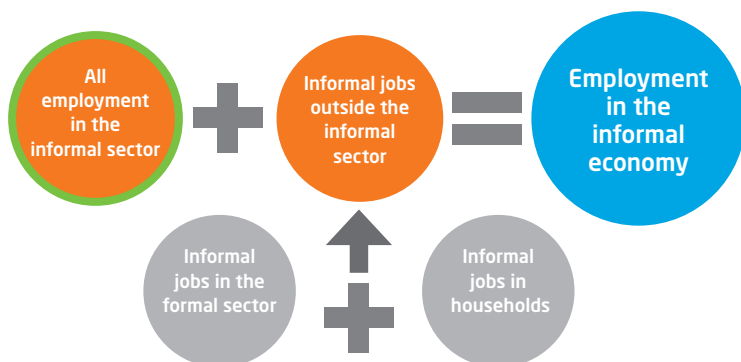 All
employment
in the
informal sector
Informal jobs
outside the
informal
sector
Employment
in the
informal
economy
Informal
jobs in the
formal sector
Informal
jobs in
households